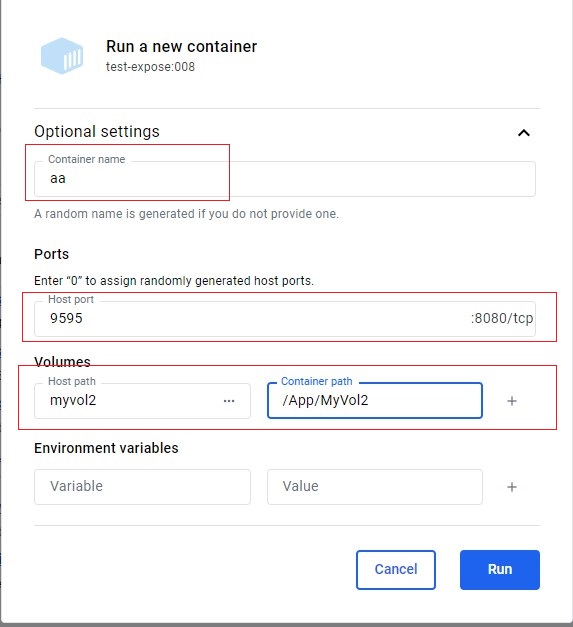 Run a new container
test-expose:008
Optional settings
Container name
aa
A random name is generated if you do not provide one.
Ports
Enter “0” to assign randomly generated host ports.
Host port
9595 :8080/tcp
Volumes
Host path Container path
myvol2 ••• /App/MyVol2 +
Environment variables
Variable Value +
Cancel Run